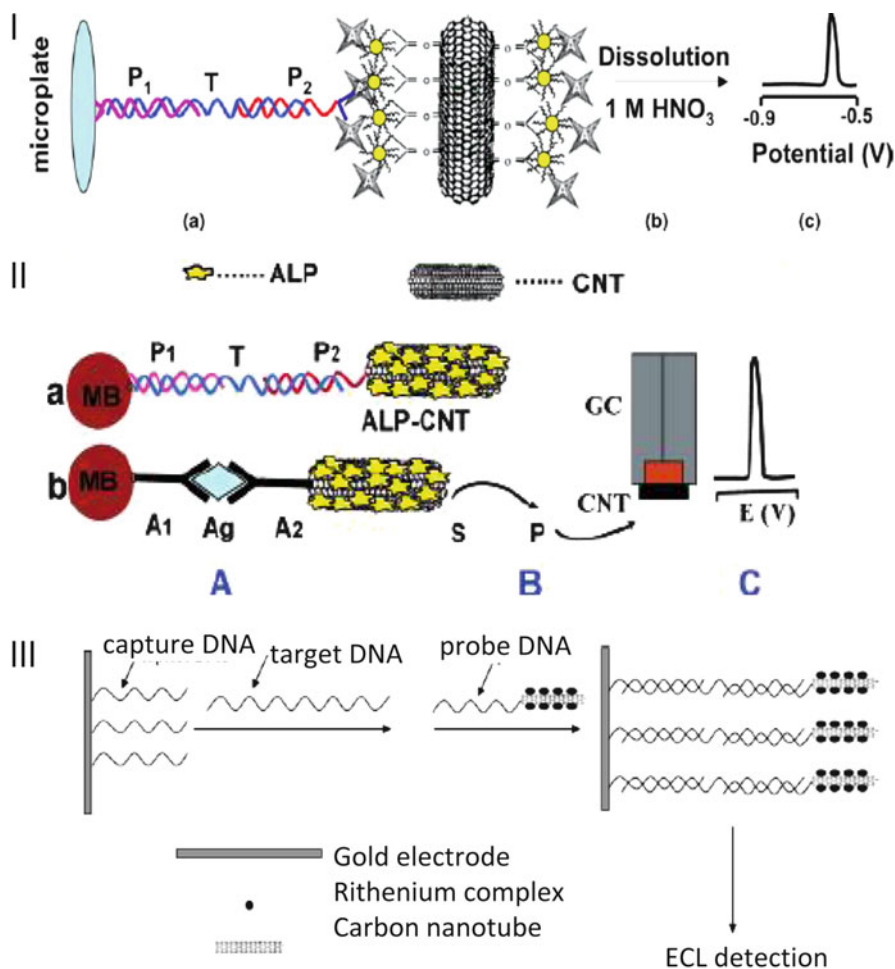 I
microplate
P1 T P2
Dissolution
1 M HNO3
-0.9 -0.5
Potential (V)
(a) (b) (c)
II
ALP CNT
P1 T P2
a MB
ALP-CNT
GC
b MB
CNT
E (V)
A1 Ag A2 S P
A B C
III
capture DNA target DNA probe DNA
Gold electrode
Rithenium complex
Carbon nanotube
ECL detection